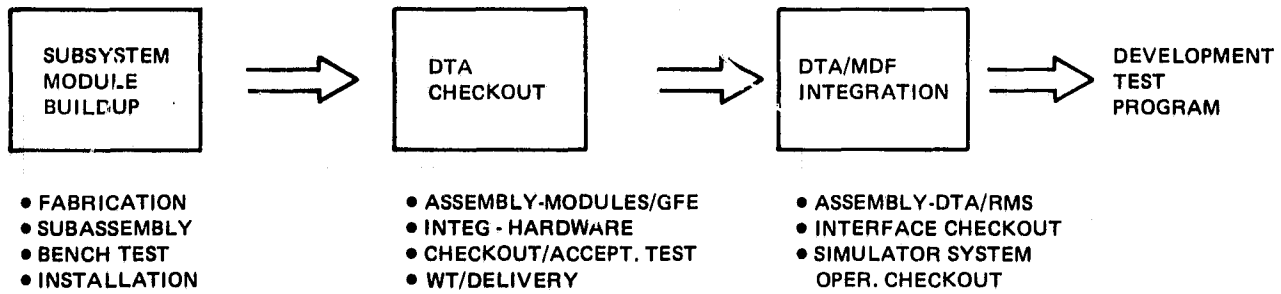 SUBSYSTEM
MODULE
BUILDUP
DTA
CHECKOUT
DTA/MDF
INTEGRATION
DEVELOPMENT
TEST
PROGRAM
• FABRICATION
• SUBASSEMBLY
• BENCH TEST
• INSTALLATION
• ASSEMBLY-MODULES/GFE
• INTEG - HARDWARE
• CHECKOUT/ACCEPT. TEST
• WT/DELIVERY
• ASSEMBLY-DTA/RMS
• INTERFACE CHECKOUT
• SIMULATOR SYSTEM
OPER. CHECKOUT